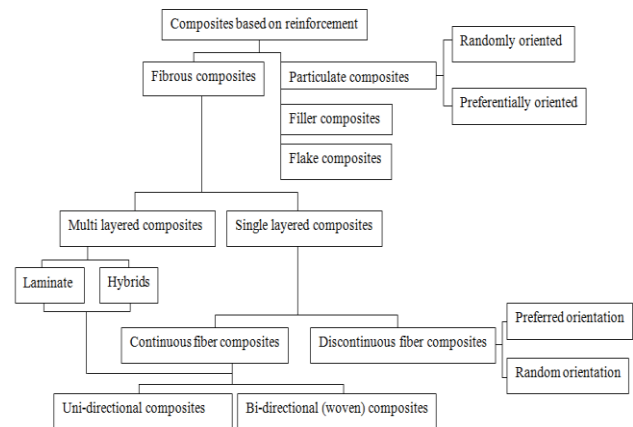 Composites based on reinforcement
Randomly oriented
Fibrous composites
Particulate composites
Preferentially oriented
Filler composites
Flake composites
Multi layered composites
Single layered composites
Laminate
Hybrids
Preferred orientation
Continuous fiber composites
Discontinuous fiber composites
Random orientation
Uni-directional composites
Bi-directional (woven) composites